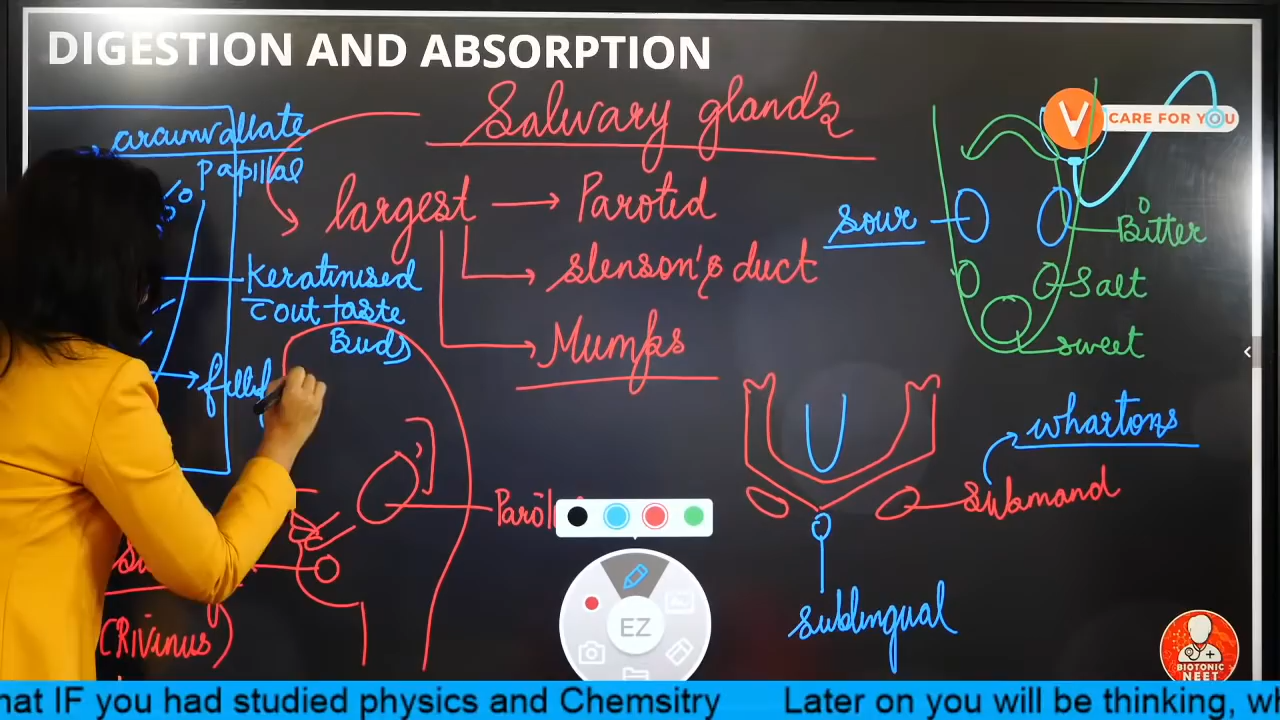 DIGESTION AND ABSORPTION
Salivary glands
CARE FOR YOU
circumvallate
papillae
largest → Parotid
stenson's duct
Mumps
keratinised
c̄out taste
Buds
sour
Bitter
Salt
sweet
whartons
submand
sublingual
(Rivinus)
EZ
BIOTONIC
NEET
hat IF you had studied physics and Chemsitry
Later on you will be thinking, wh